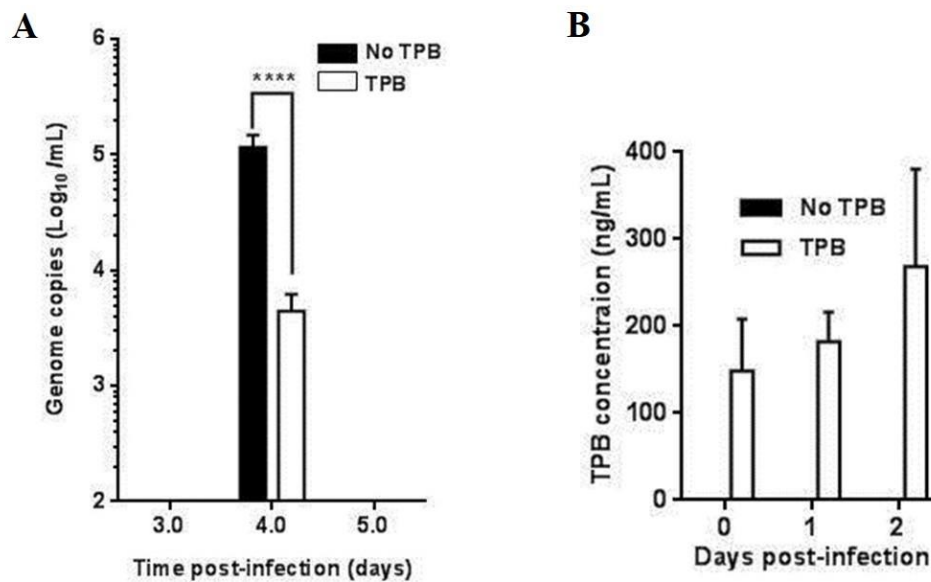 A
6
5
4
3
2
Genome copies (Log₁₀ /mL)
No TPB
TPB
****
3.0 4.0 5.0
Time post-infection (days)
B
400
300
200
100
0
TPB concentraion (ng/mL)
No TPB
TPB
0 1 2
Days post-infection